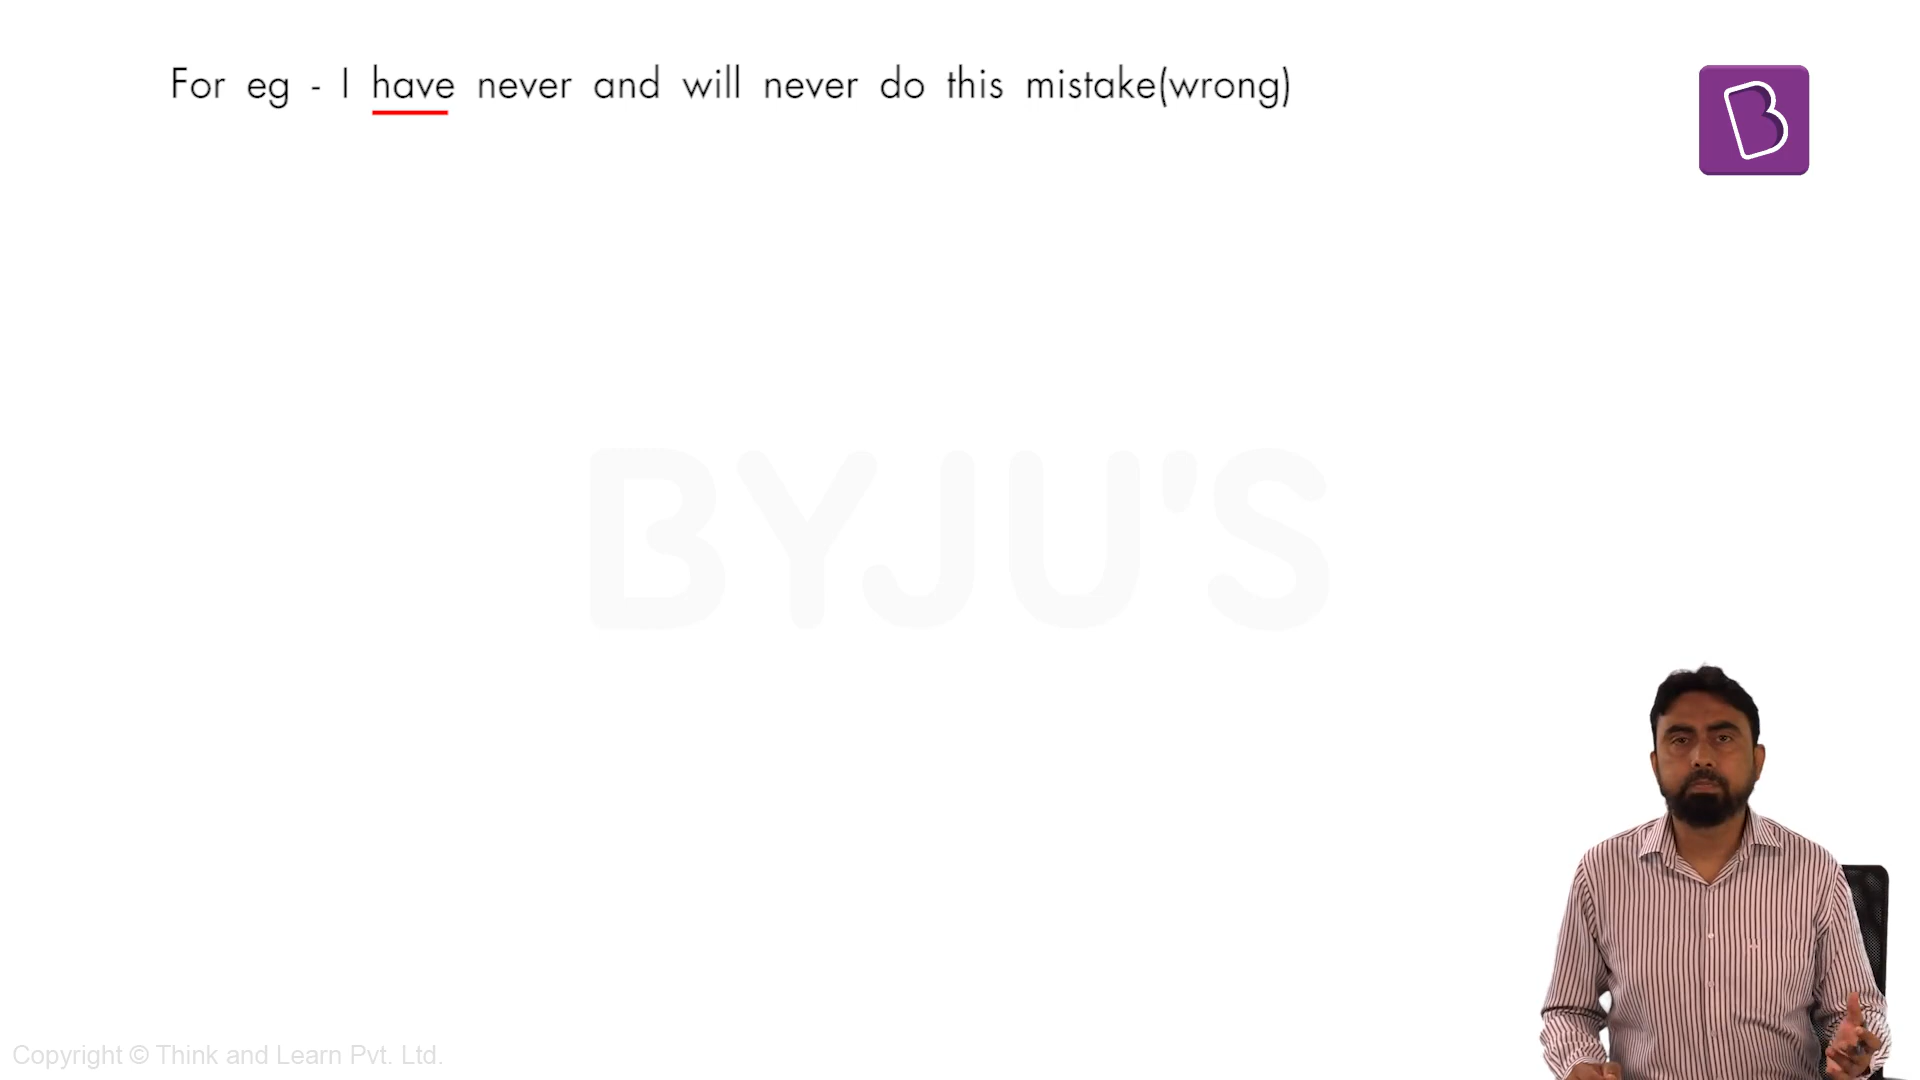 For eg - I have never and will never do this mistake(wrong)
BYJU'S
Copyright © Think and Learn Pvt. Ltd.